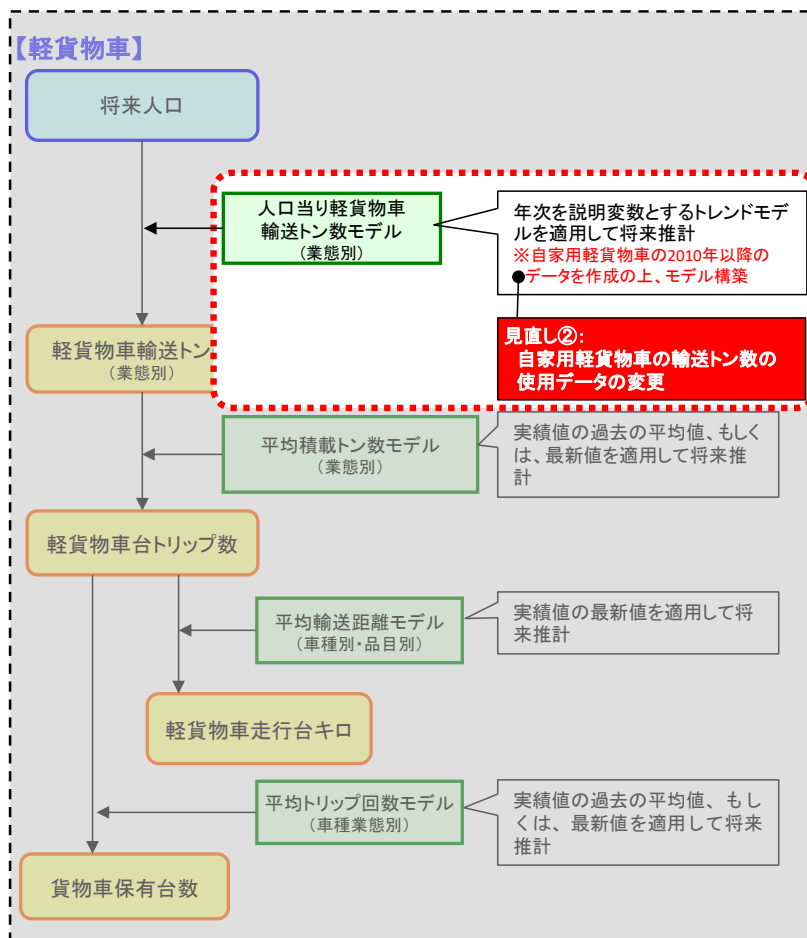 【軽貨物車】
将来人口
人口当り軽貨物車
輸送トン数モデル
(業態別)
年次を説明変数とするトレンドモ
デルを適用して将来推計
※自家用軽貨物車の2010年以降の
データを作成の上、モデル構築
見直し②:
自家用軽貨物車の輸送トン数の
使用データの変更
軽貨物車輸送トン
(業態別)
平均積載トン数モデル
(業態別)
実績値の過去の平均値、もしく
は、最新値を適用して将来推
計
軽貨物車台トリップ数
平均輸送距離モデル
(車種別・品目別)
実績値の最新値を適用して将
来推計
軽貨物車走行台キロ
平均トリップ回数モデル
(車種業態別)
実績値の過去の平均値、もし
くは、最新値を適用して将来
推計
貨物車保有台数